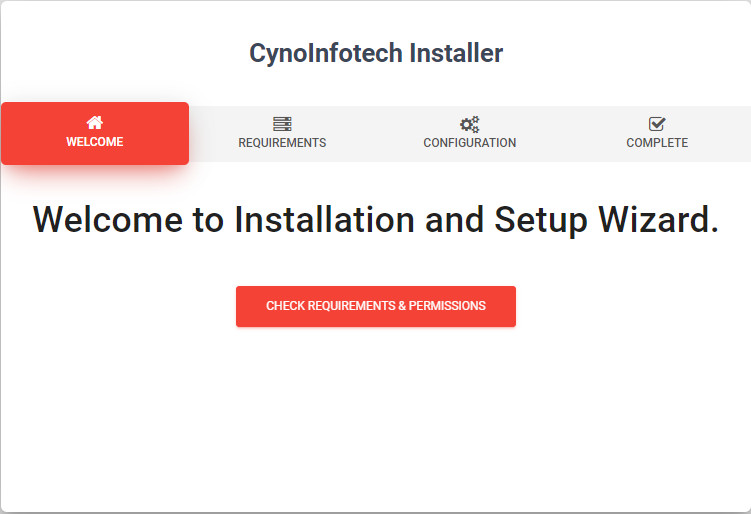 CynoInfotech Installer
WELCOME
REQUIREMENTS
CONFIGURATION
COMPLETE
Welcome to Installation and Setup Wizard.
CHECK REQUIREMENTS & PERMISSIONS